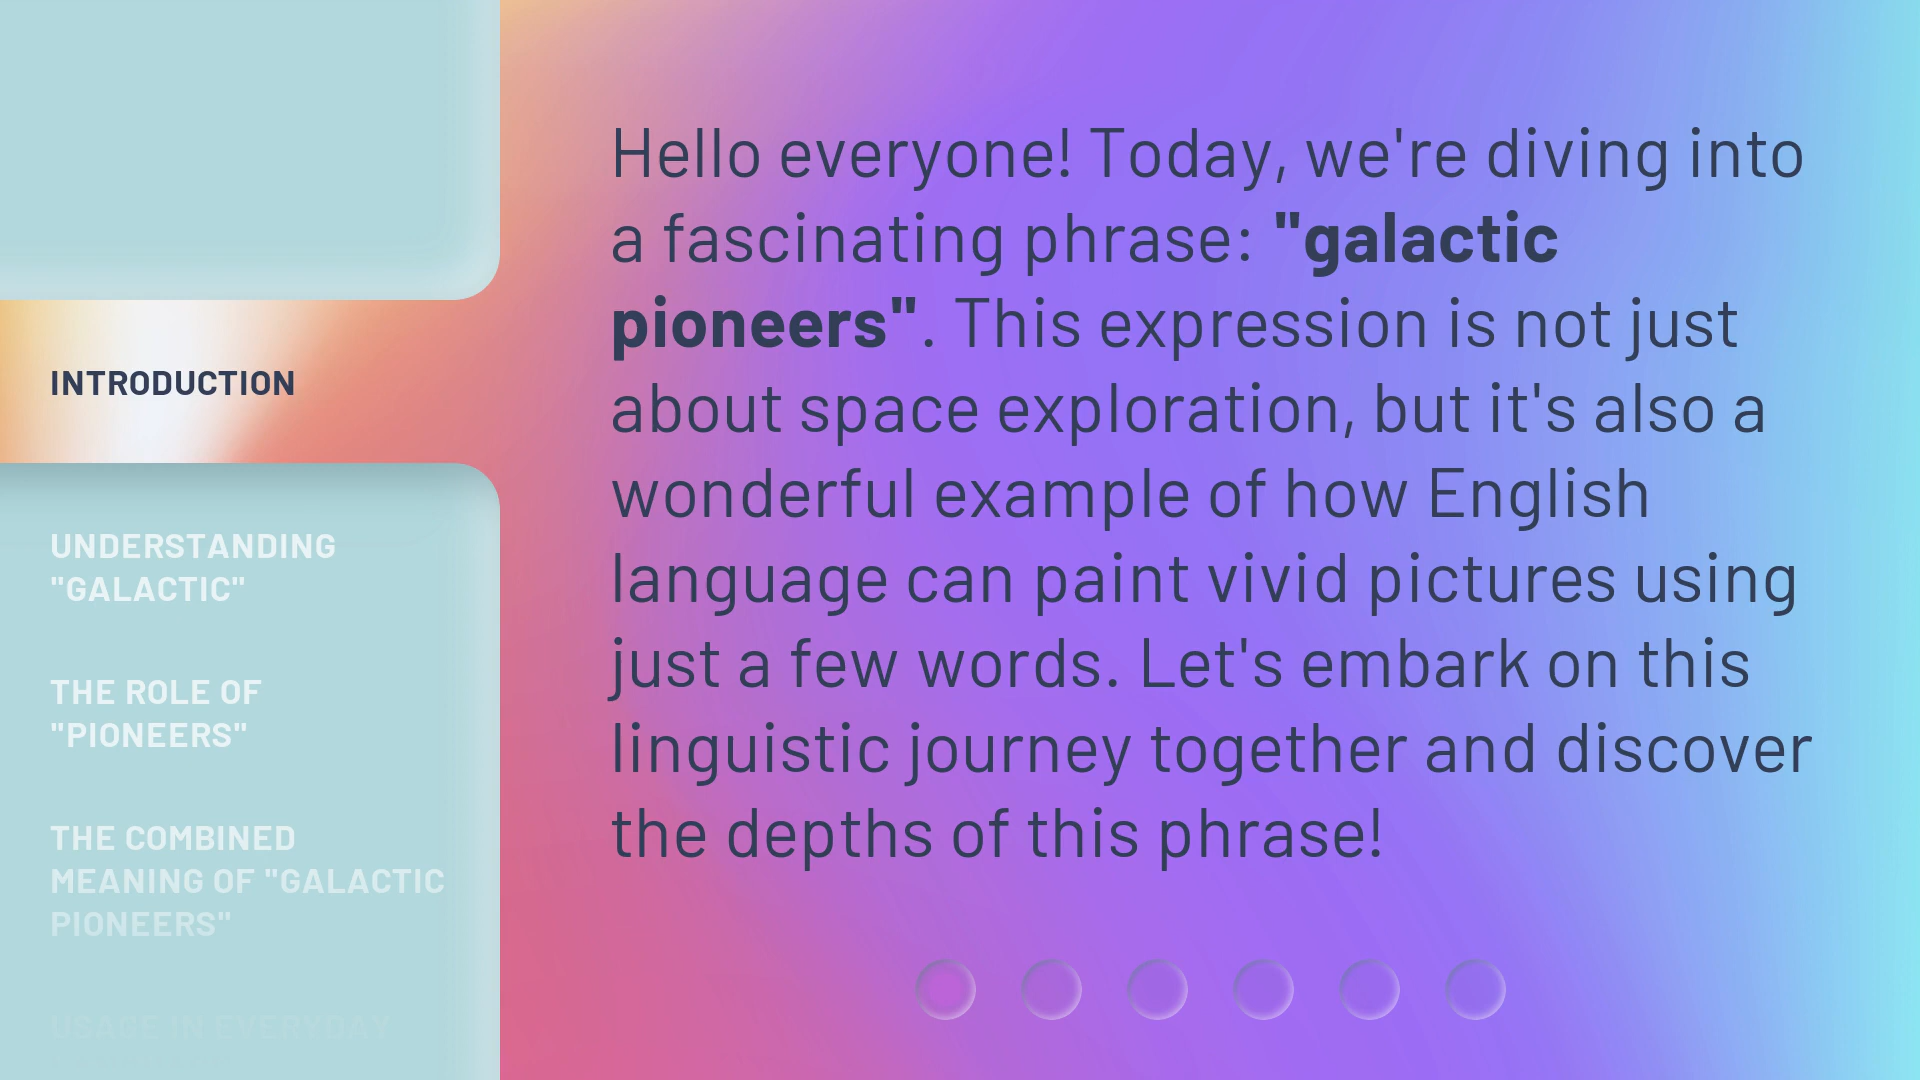 INTRODUCTION
UNDERSTANDING
"GALACTIC"
THE ROLE OF
"PIONEERS"
THE COMBINED
MEANING OF "GALACTIC
PIONEERS"
USAGE IN EVERYDAY
Hello everyone! Today, we're diving into
a fascinating phrase: "galactic
pioneers". This expression is not just
about space exploration, but it's also a
wonderful example of how English
language can paint vivid pictures using
just a few words. Let's embark on this
linguistic journey together and discover
the depths of this phrase!